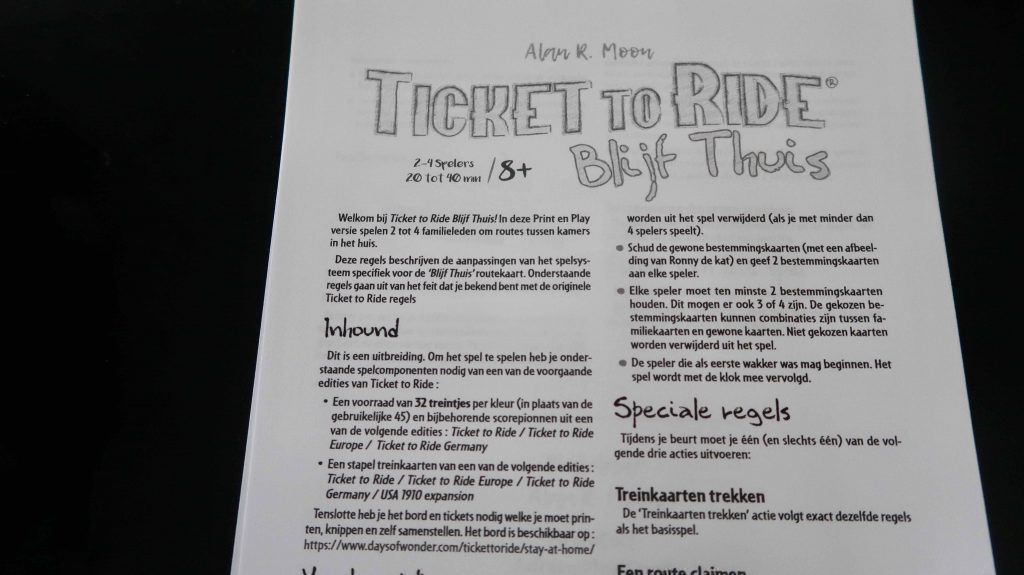 Alan R. Moon
TICKET TO RIDE®
Blijf Thuis
2-4 Spelers
20 tot 40 min / 8+
Welkom bij Ticket to Ride Blijf Thuis! In deze Print en Play
versie spelen 2 tot 4 familieleden om routes tussen kamers
in het huis.
Deze regels beschrijven de aanpassingen van het spelsys-
teem specifiek voor de 'Blijf Thuis' routekaart. Onderstaande
regels gaan uit van het feit dat je bekend bent met de originele
Ticket to Ride regels
Inhound
Dit is een uitbreiding. Om het spel te spelen heb je onder-
staande spelcomponenten nodig van een van de voorgaande
edities van Ticket to Ride :
• Een voorraad van 32 treintjes per kleur (in plaats van de
gebruikelijke 45) en bijbehorende scorepionnen uit een
van de volgende edities : Ticket to Ride / Ticket to Ride
Europe / Ticket to Ride Germany
• Een stapel treinkaarten van een van de volgende edities :
Ticket to Ride / Ticket to Ride Europe / Ticket to Ride
Germany / USA 1910 expansion
Tenslotte heb je het bord en tickets nodig welke je moet prin-
ten, knippen en zelf samenstellen. Het bord is beschikbaar op :
https://www.daysofwonder.com/tickettoride/stay-at-home/
worden uit het spel verwijderd (als je met minder dan
4 spelers speelt).
• Schud de gewone bestemmingskaarten (met een afbeel-
ding van Ronny de kat) en geef 2 bestemmingskaarten
aan elke speler.
• Elke speler moet ten minste 2 bestemmingskaarten
houden. Dit mogen er ook 3 of 4 zijn. De gekozen be-
stemmingskaarten kunnen combinaties zijn tussen fa-
miliekaarten en gewone kaarten. Niet gekozen kaarten
worden verwijderd uit het spel.
• De speler die als eerste wakker was mag beginnen. Het
spel wordt met de klok mee vervolgd.
Speciale regels
Tijdens je beurt moet je één (en slechts één) van de vol-
gende drie acties uitvoeren:
Treinkaarten trekken
De 'Treinkaarten trekken' actie volgt exact dezelfde regels
als het basisspel.
Een route claimen